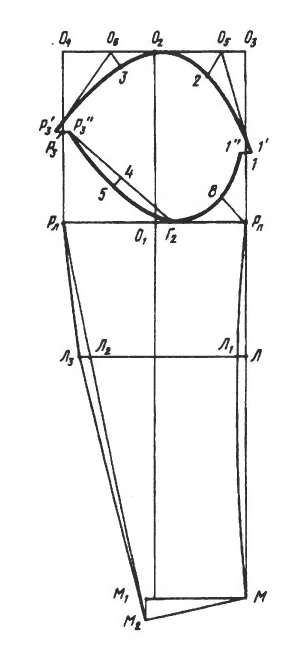 О₄ О₆ О₂ О₅ О₃
3 2
Р₃' Р₃'' 1'' 1'
Р₃ 1
4
5 8
Рл О₁ Г₂ Рл
Л₃ Л₂ Л₁ Л
М₁ М
М₂